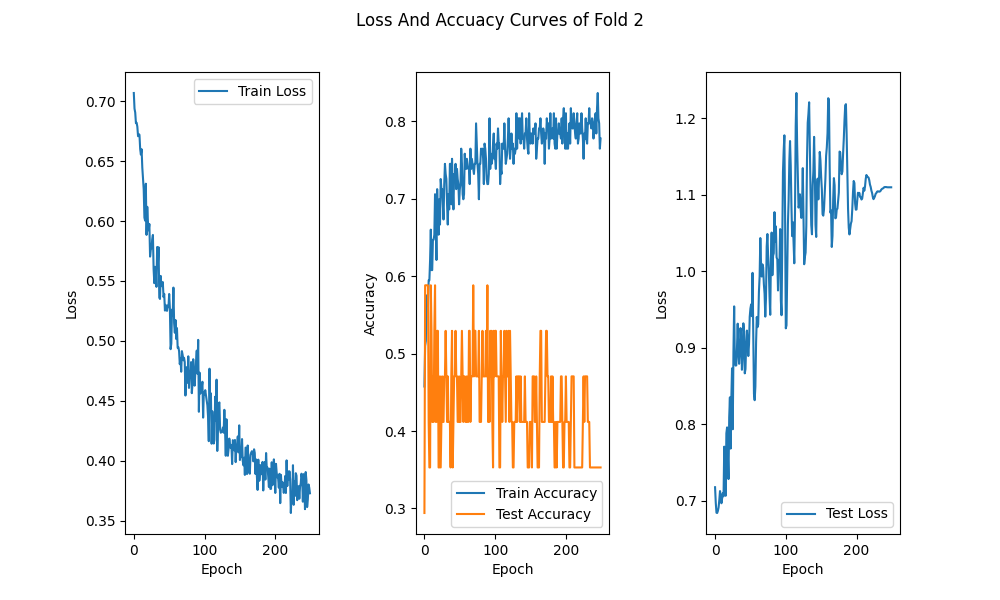 Loss And Accuacy Curves of Fold 2
Loss
0.70
0.65
0.60
0.55
0.50
0.45
0.40
0.35
0
100
200
Epoch
Train Loss
Accuracy
0.8
0.7
0.6
0.5
0.4
0.3
0
100
200
Epoch
Train Accuracy
Test Accuracy
Loss
1.2
1.1
1.0
0.9
0.8
0.7
0
100
200
Epoch
Test Loss